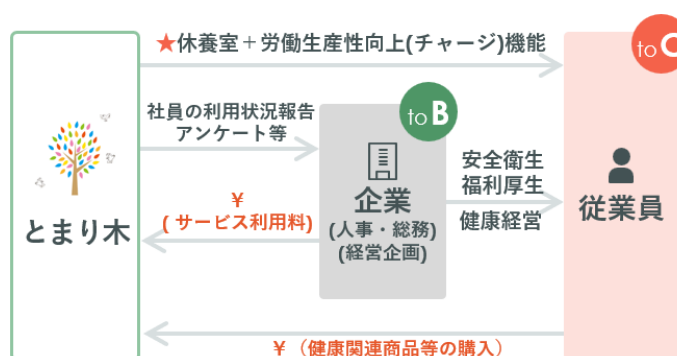 ★休養室＋労働生産性向上(チャージ)機能
to C
社員の利用状況報告
アンケート等
to B
安全衛生
福利厚生
健康経営
企業
(人事・総務)
(経営企画)
従業員
とまり木
￥
( サービス利用料)
￥（健康関連商品等の購入）